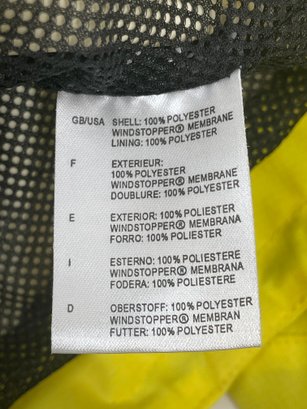 GB/USA SHELL: 100% POLYESTER
WINDSTOPPER® MEMBRANE
LINING: 100% POLYESTER
F EXTERIEUR:
100% POLYESTER
WINDSTOPPER® MEMBRANE
DOUBLURE: 100% POLYESTER
E EXTERIOR: 100% POLIESTER
WINDSTOPPER® MEMBRANA
FORRO: 100% POLIESTER
I ESTERNO: 100% POLIESTERE
WINDSTOPPER® MEMBRANA
FODERA: 100% POLIESTERE
D OBERSTOFF: 100% POLYESTER
WINDSTOPPER® MEMBRAN
FUTTER: 100% POLYESTER